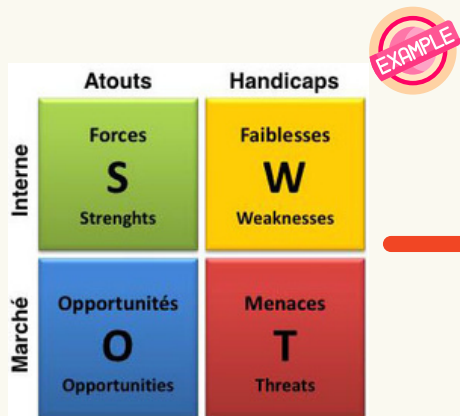 EXAMPLE
Atouts Handicaps
Interne
Forces
S
Strenghts
Faiblesses
W
Weaknesses
Marché
Opportunités
O
Opportunities
Menaces
T
Threats